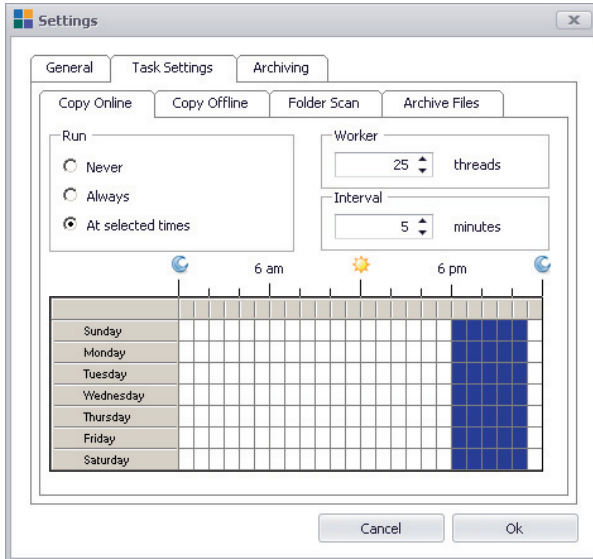 Settings
General Task Settings Archiving
Copy Online Copy Offline Folder Scan Archive Files
Run
Never
Always
At selected times
Worker
25 threads
Interval
5 minutes
6 am 6 pm
Sunday
Monday
Tuesday
Wednesday
Thursday
Friday
Saturday
Cancel Ok